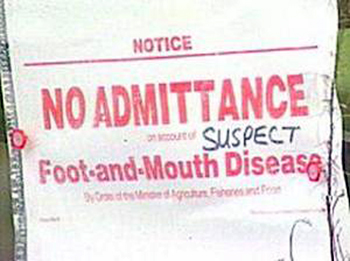 NOTICE
NO ADMITTANCE
on account of SUSPECT
Foot-and-Mouth Disease
By Order of the Minister of Agriculture, Fisheries and Food